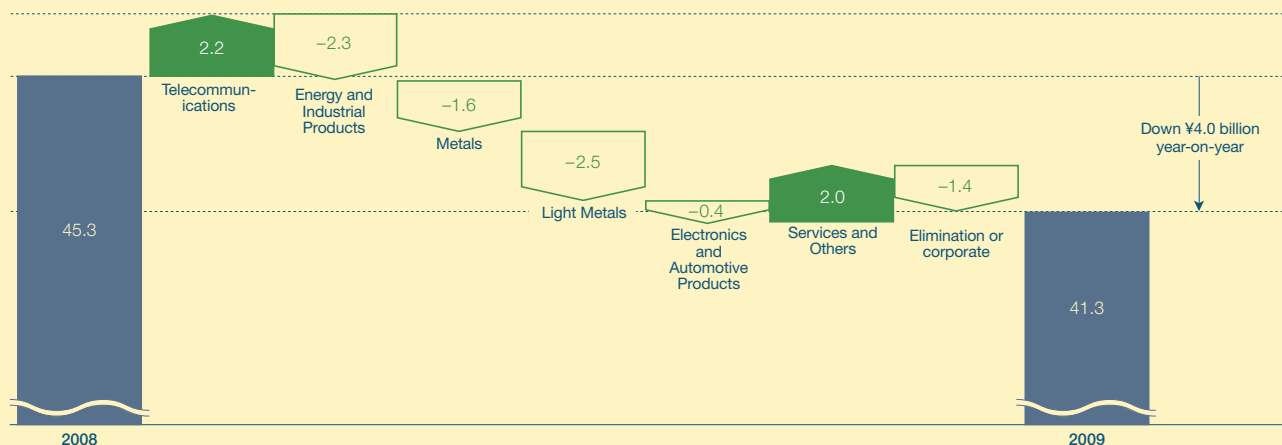 2.2
Telecommun-
ications
−2.3
Energy and
Industrial
Products
−1.6
Metals
−2.5
Light Metals
−0.4
Electronics
and
Automotive
Products
2.0
Services and
Others
−1.4
Elimination or
corporate
Down ¥4.0 billion
year-on-year
45.3
41.3
2008
2009